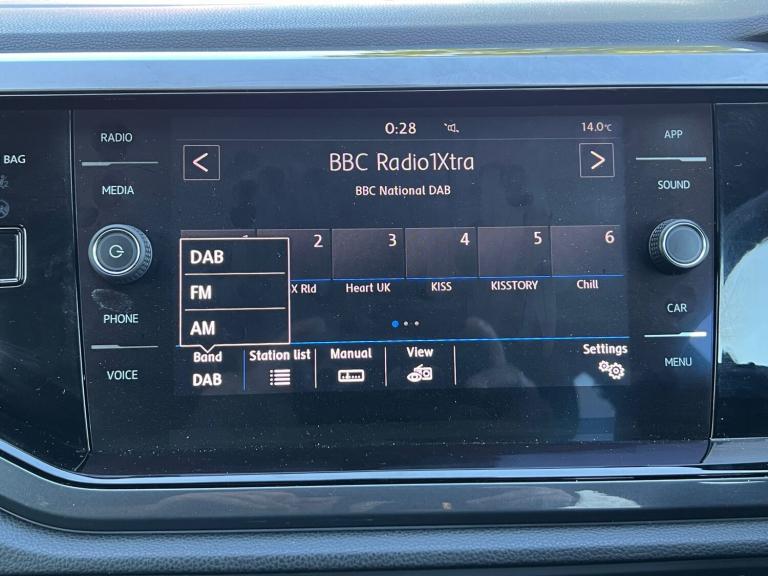 BAG
RADIO
MEDIA
PHONE
VOICE
0:28
14.0°C
< BBC Radio1Xtra >
BBC National DAB
2 3 4 5 6
X Rld Heart UK KISS KISSTORY Chill
DAB
FM
AM
Band Station list Manual View Settings
DAB
APP
SOUND
CAR
MENU